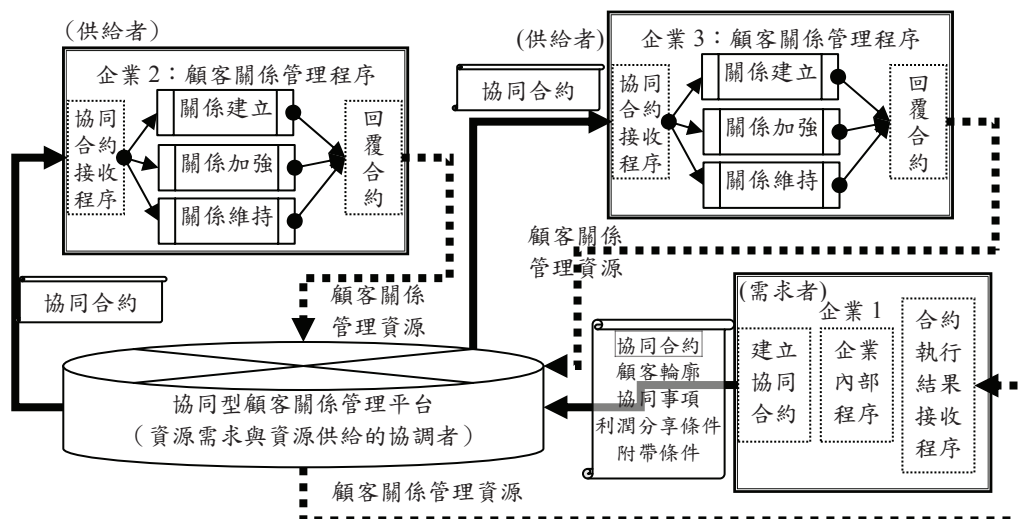 （供給者）
企業 2：顧客關係管理程序
協同
合約
接收
程序
關係建立
關係加強
關係維持
回
覆
合
約
(供給者)
企業 3：顧客關係管理程序
協同
合約
接收
程序
關係建立
關係加強
關係維持
回
覆
合
約
協同合約
協同合約
顧客關係
管理資源
顧客關係
管理資源
(需求者)
企業 1
建立
協同
合約
企業
內部
程序
合約
執行
結果
接收
程序
協同合約
顧客輪廓
協同事項
利潤分享條件
附帶條件
協同型顧客關係管理平台
（資源需求與資源供給的協調者）
顧客關係管理資源